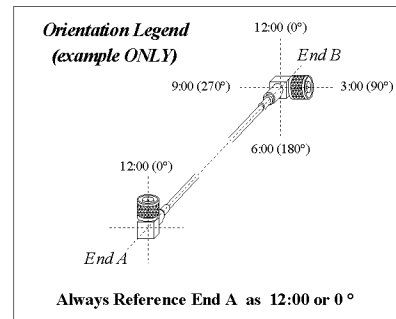 Orientation Legend
(example ONLY)
12:00 (0°)
End B
9:00 (270°)
3:00 (90°)
6:00 (180°)
12:00 (0°)
End A
Always Reference End A as 12:00 or 0 °